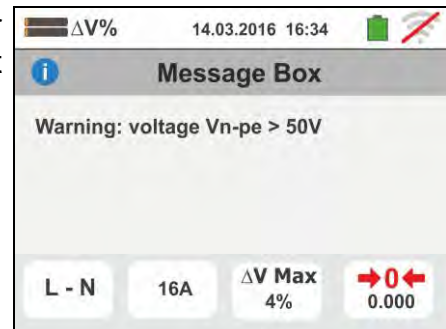 ΔV% 14.03.2016 16:34
Message Box
Warning: voltage Vn-pe > 50V
L - N 16A ΔV Max 4% →0← 0.000